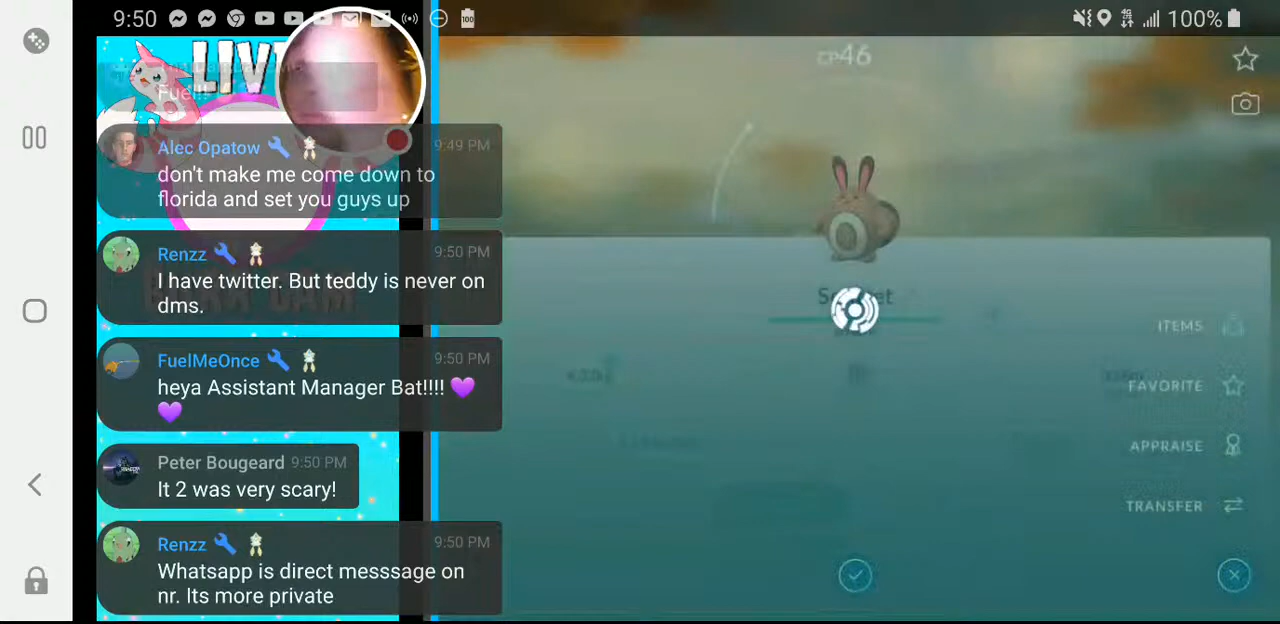 9:50
100
100%
LIV
Fuel!!
Alec Opatow 9:49 PM
don't make me come down to
florida and set you guys up
Renzz 9:50 PM
I have twitter. But teddy is never on
dms.
FuelMeOnce 9:50 PM
heya Assistant Manager Bat!!!! 💜
💜
Peter Bougeard 9:50 PM
It 2 was very scary!
Renzz 9:50 PM
Whatsapp is direct messsage on
nr. Its more private
CP46
ITEMS
FAVORITE
APPRAISE
TRANSFER